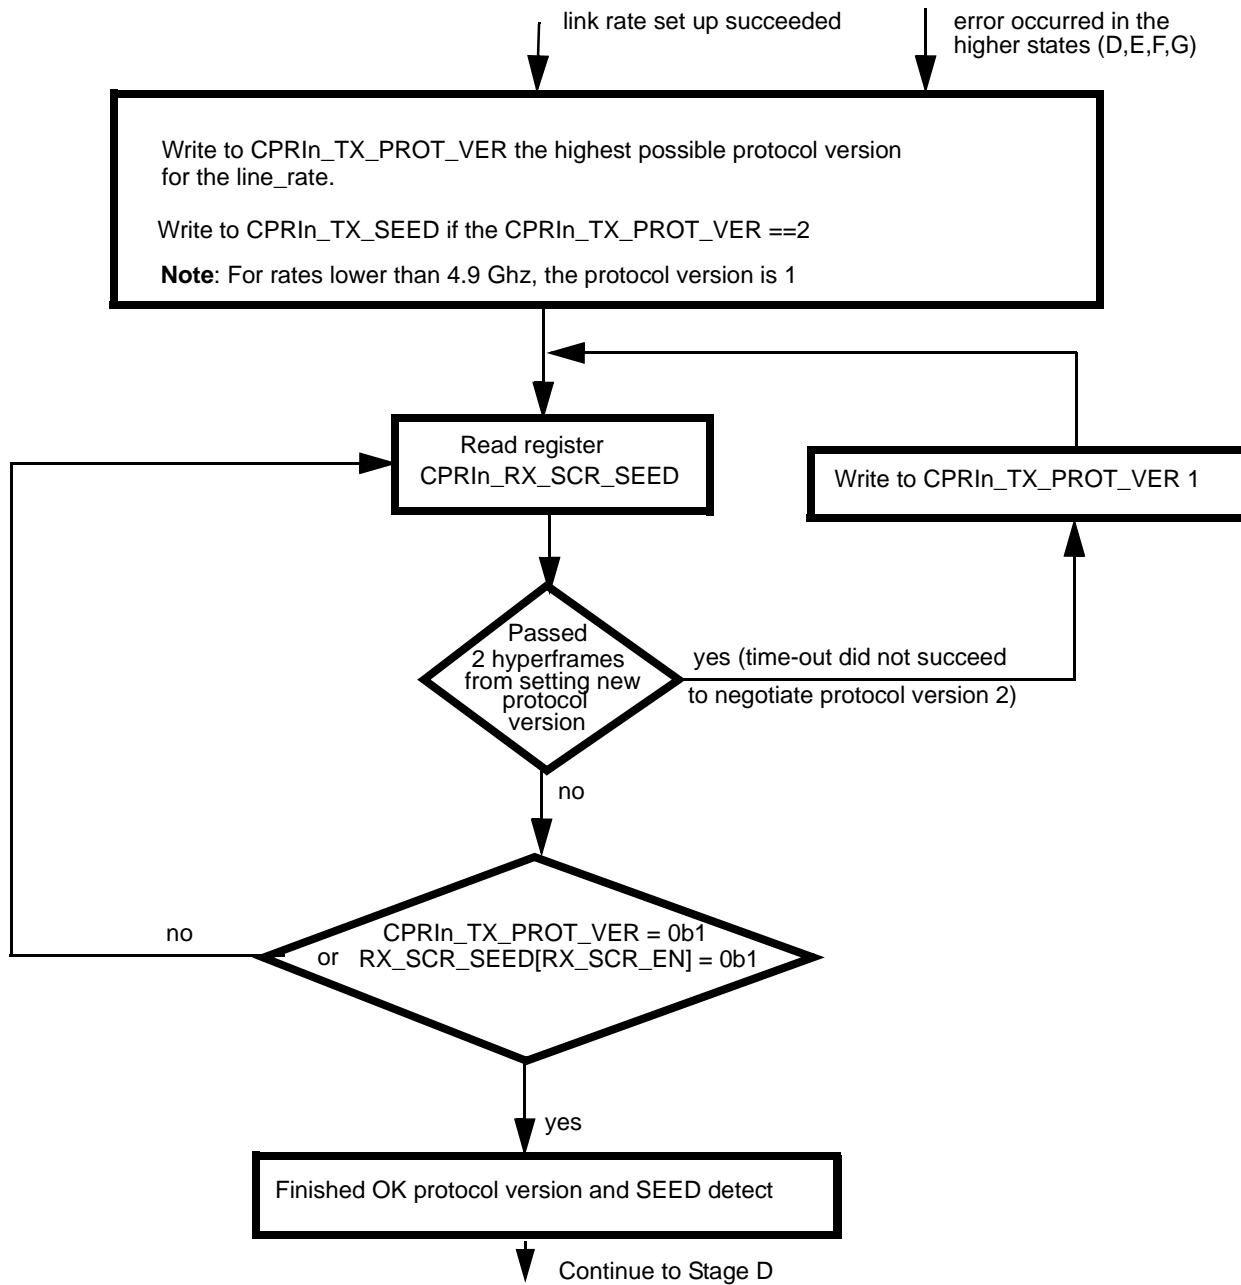 link rate set up succeeded
error occurred in the
higher states (D,E,F,G)
Write to CPRIn_TX_PROT_VER the highest possible protocol version
for the line_rate.
Write to CPRIn_TX_SEED if the CPRIn_TX_PROT_VER ==2
Note: For rates lower than 4.9 Ghz, the protocol version is 1
Read register
CPRIn_RX_SCR_SEED
Write to CPRIn_TX_PROT_VER 1
Passed
2 hyperframes
from setting new
protocol
version
yes (time-out did not succeed
to negotiate protocol version 2)
no
CPRIn_TX_PROT_VER = 0b1
or RX_SCR_SEED[RX_SCR_EN] = 0b1
no
yes
Finished OK protocol version and SEED detect
Continue to Stage D